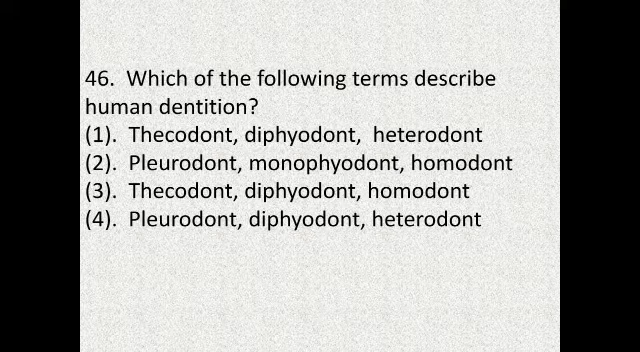 46.  Which of the following terms describe
human dentition?
(1).  Thecodont, diphyodont,  heterodont
(2).  Pleurodont, monophyodont, homodont
(3).  Thecodont, diphyodont, homodont
(4).  Pleurodont, diphyodont, heterodont